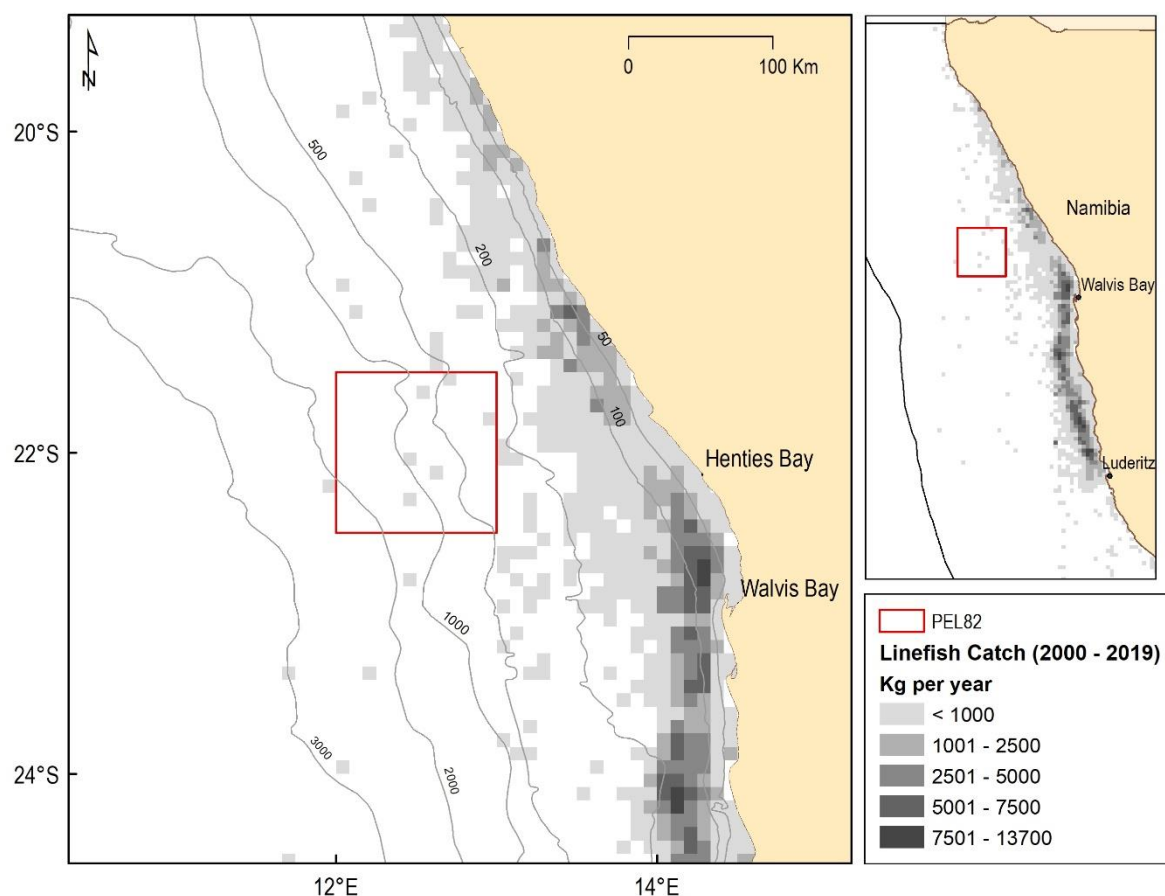 N
0 100 Km
20°S
22°S
24°S
12°E
14°E
500
200
50
100
1000
2000
3000
Henties Bay
Walvis Bay
Namibia
Walvis Bay
Luderitz
PEL82
Linefish Catch (2000 - 2019)
Kg per year
< 1000
1001 - 2500
2501 - 5000
5001 - 7500
7501 - 13700